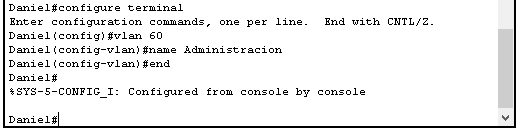 Daniel#configure terminal
Enter configuration commands, one per line.  End with CNTL/Z.
Daniel(config)#vlan 60
Daniel(config-vlan)#name Administracion
Daniel(config-vlan)#end
Daniel#
%SYS-5-CONFIG_I: Configured from console by console
Daniel#